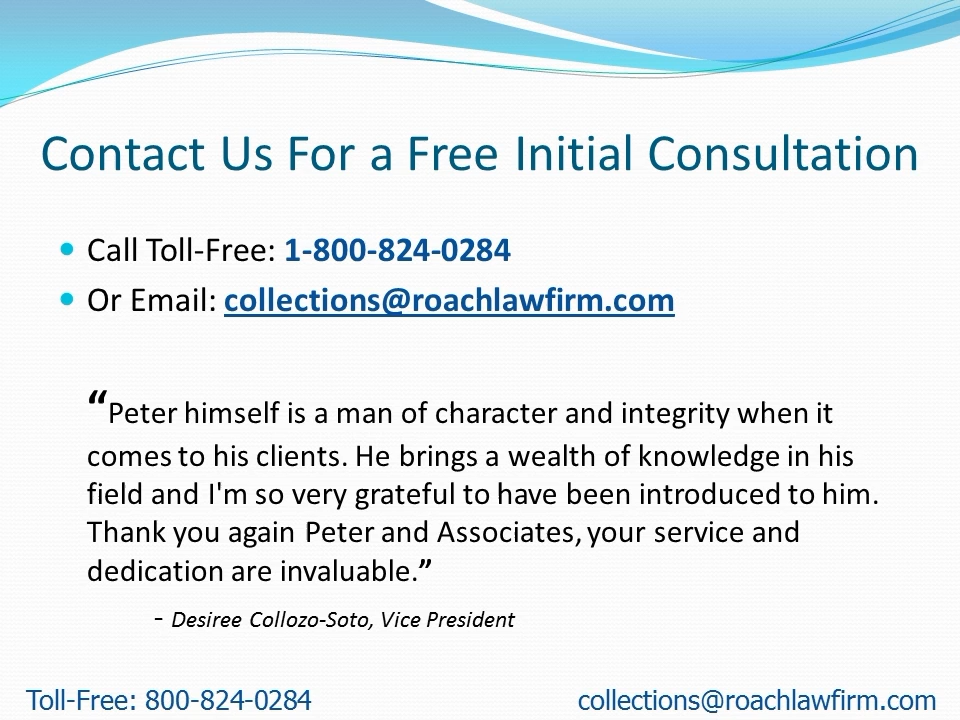 Contact Us For a Free Initial Consultation
• Call Toll-Free: 1-800-824-0284
• Or Email: collections@roachlawfirm.com
“Peter himself is a man of character and integrity when it
comes to his clients. He brings a wealth of knowledge in his
field and I'm so very grateful to have been introduced to him.
Thank you again Peter and Associates, your service and
dedication are invaluable.”
- Desiree Collozo-Soto, Vice President
Toll-Free: 800-824-0284
collections@roachlawfirm.com